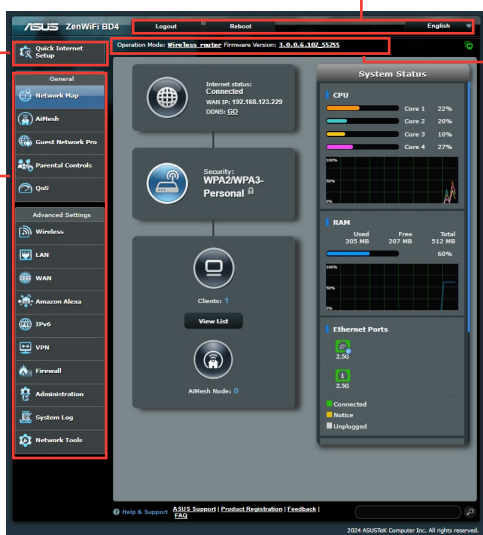 ASUS ZenWiFi BD4 Logout Reboot English
Quick Internet Setup
Operation Mode: Wireless router Firmware Version: 3.0.0.6.102_55255
General
Network Map
AiMesh
Guest Network Pro
Parental Controls
QoS
Advanced Settings
Wireless
LAN
WAN
Amazon Alexa
IPv6
VPN
Firewall
Administration
System Log
Network Tools
Internet status:
Connected
WAN IP: 192.168.123.229
DDNS: GO
Security:
WPA2/WPA3-
Personal
Clients: 1
View List
AiMesh Node: 0
System Status
CPU
Core 1 22%
Core 2 20%
Core 3 10%
Core 4 27%
100%
50%
0%
RAM
Used Free Total
305 MB 207 MB 512 MB
60%
100%
50%
0%
Ethernet Ports
2.5G
1
2.5G
Connected
Notice
Unplugged
Help & Support ASUS Support | Product Registration | Feedback |
FAQ
2024 ASUSTeK Computer Inc. All rights reserved.